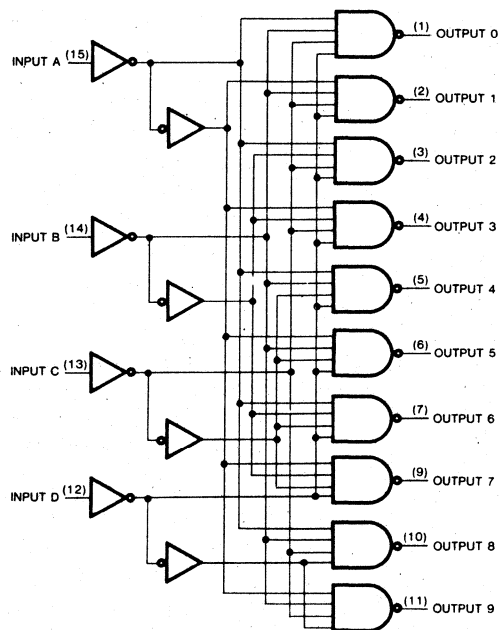 (1) OUTPUT 0
INPUT A (15)
(2) OUTPUT 1
(3) OUTPUT 2
(4) OUTPUT 3
INPUT B (14)
(5) OUTPUT 4
(6) OUTPUT 5
INPUT C (13)
(7) OUTPUT 6
(9) OUTPUT 7
INPUT D (12)
(10) OUTPUT 8
(11) OUTPUT 9